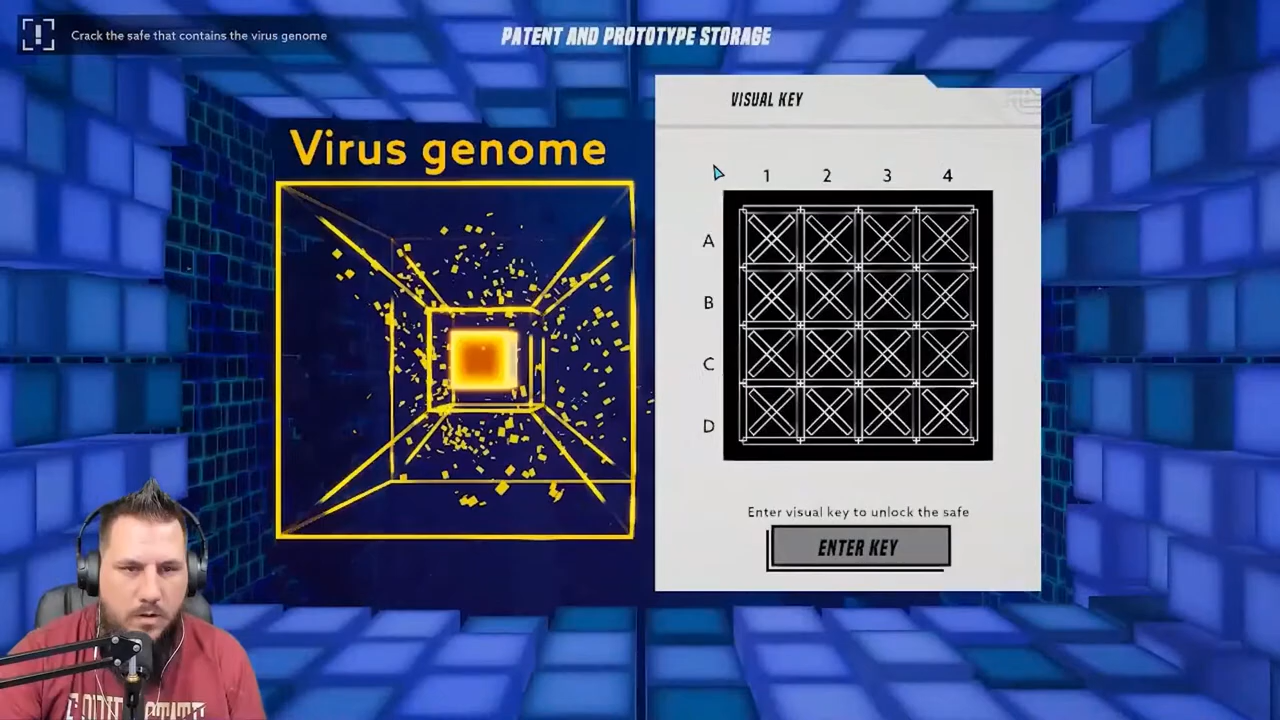 Crack the safe that contains the virus genome
PATENT AND PROTOTYPE STORAGE
Virus genome
VISUAL KEY
1 2 3 4
A
B
C
D
Enter visual key to unlock the safe
ENTER KEY